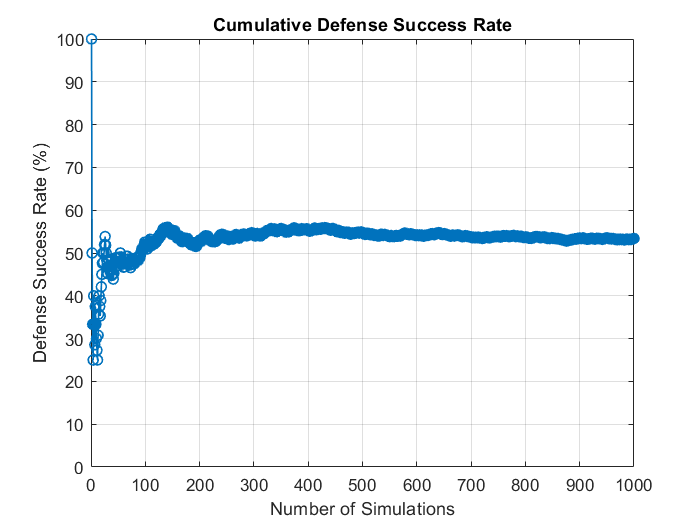 Cumulative Defense Success Rate
Defense Success Rate (%)
100
90
80
70
60
50
40
30
20
10
0
0 100 200 300 400 500 600 700 800 900 1000
Number of Simulations